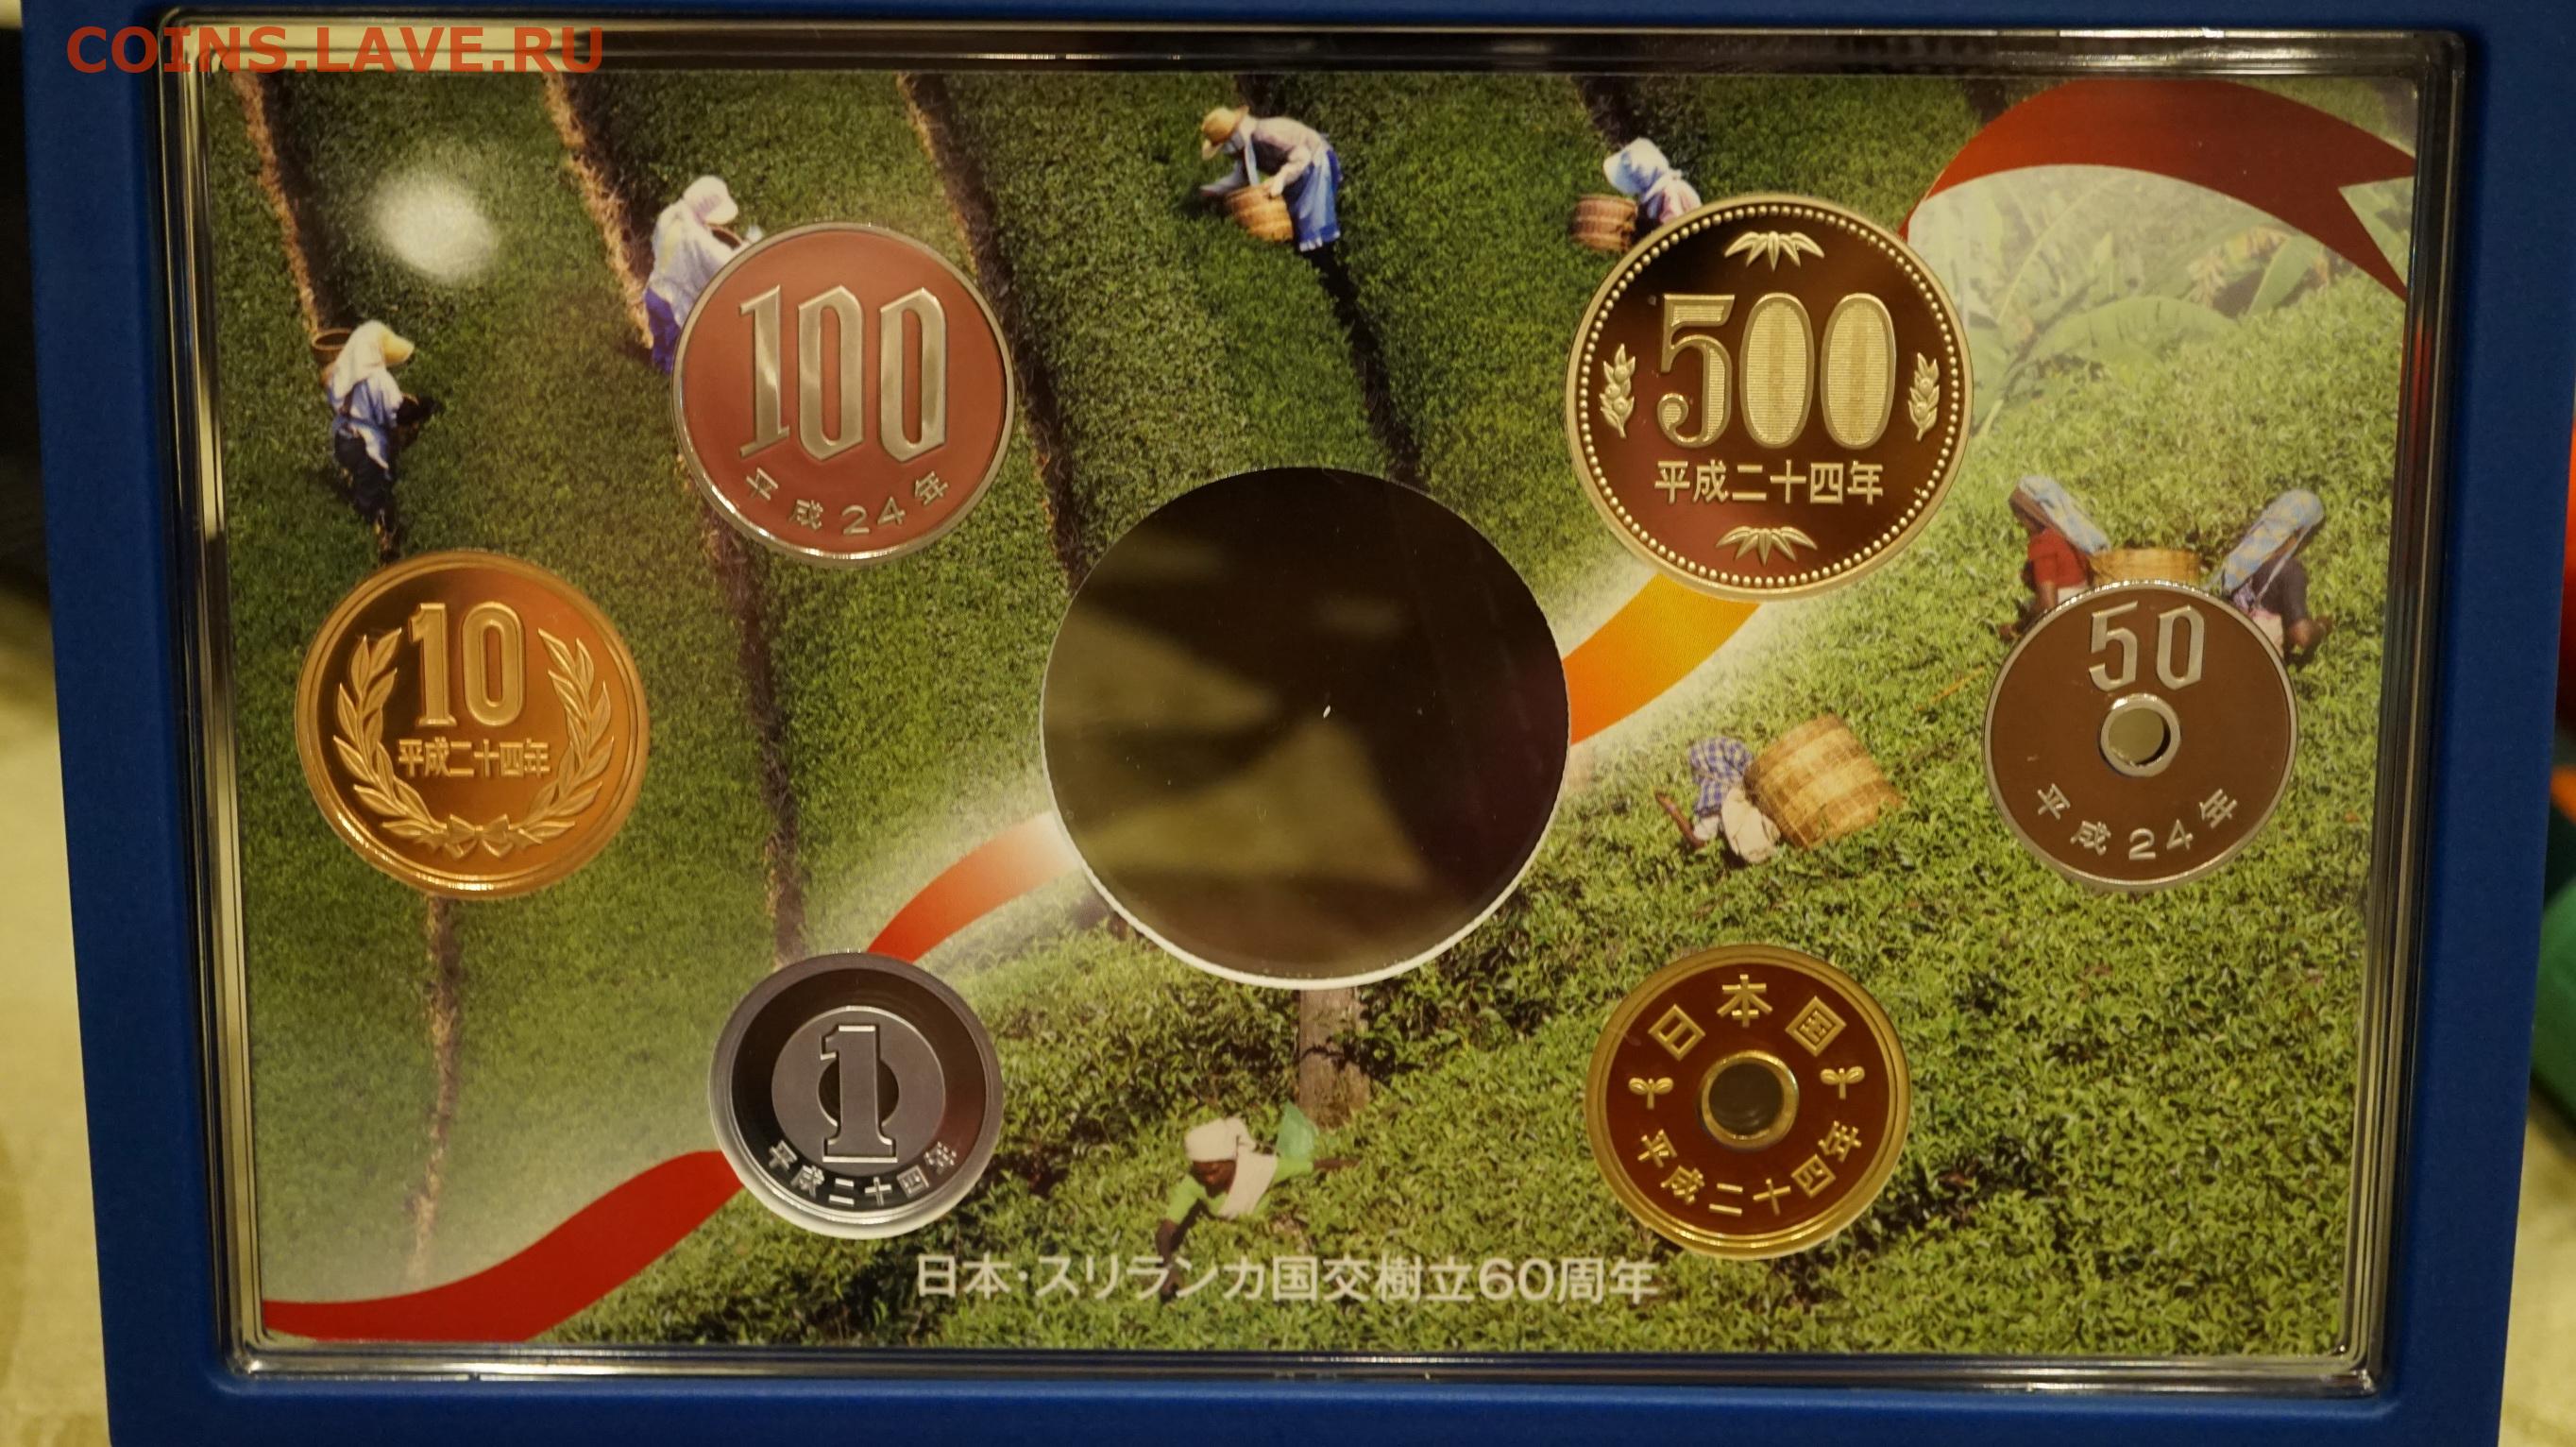 COINS.LAVE.RU
100
平成24年
500
平成二十四年
10
平成二十四年
50
平成24年
1
平成二十四年
日本国
平成二十四年
日本・スリランカ国交樹立60周年